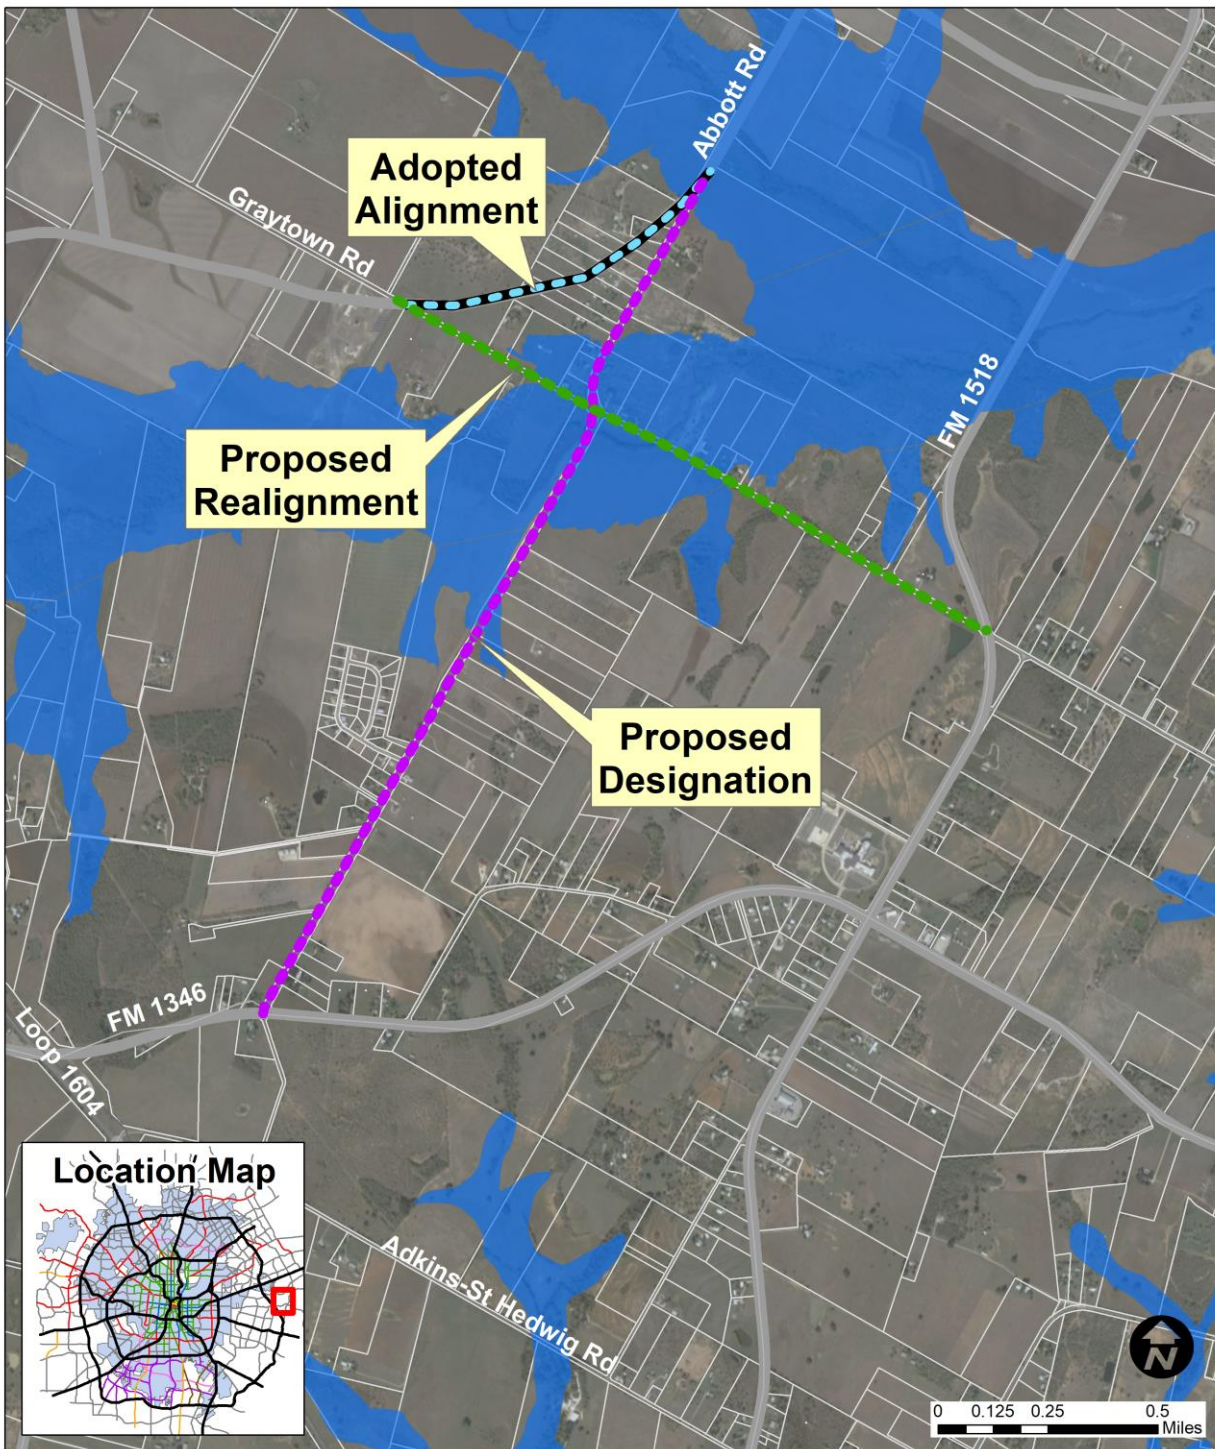 Abbott Rd
Adopted
Alignment
Graytown Rd
FM 1518
Proposed
Realignment
Proposed
Designation
FM 1346
Loop 1604
Location Map
Adkins-St Hedwig Rd
N
0 0.125 0.25 0.5
Miles